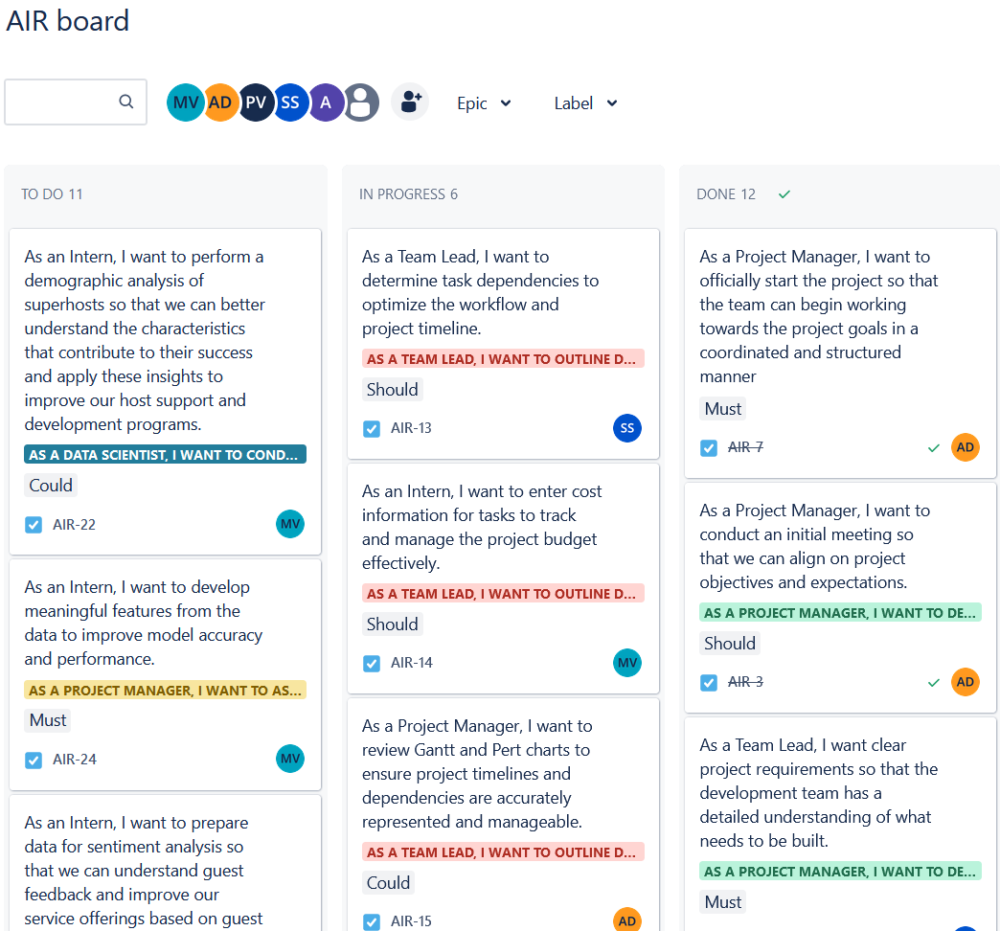 AIR board
MV AD PV SS A
Epic
Label
TO DO 11
As an Intern, I want to perform a
demographic analysis of
superhosts so that we can better
understand the characteristics
that contribute to their success
and apply these insights to
improve our host support and
development programs.
AS A DATA SCIENTIST, I WANT TO COND...
Could
AIR-22
MV
As an Intern, I want to develop
meaningful features from the
data to improve model accuracy
and performance.
AS A PROJECT MANAGER, I WANT TO AS...
Must
AIR-24
MV
As an Intern, I want to prepare
data for sentiment analysis so
that we can understand guest
feedback and improve our
service offerings based on guest
IN PROGRESS 6
As a Team Lead, I want to
determine task dependencies to
optimize the workflow and
project timeline.
AS A TEAM LEAD, I WANT TO OUTLINE D...
Should
AIR-13
SS
As an Intern, I want to enter cost
information for tasks to track
and manage the project budget
effectively.
AS A TEAM LEAD, I WANT TO OUTLINE D...
Should
AIR-14
MV
As a Project Manager, I want to
review Gantt and Pert charts to
ensure project timelines and
dependencies are accurately
represented and manageable.
AS A TEAM LEAD, I WANT TO OUTLINE D...
Could
AIR-15
AD
DONE 12
As a Project Manager, I want to
officially start the project so that
the team can begin working
towards the project goals in a
coordinated and structured
manner
Must
AIR-7
AD
As a Project Manager, I want to
conduct an initial meeting so
that we can align on project
objectives and expectations.
AS A PROJECT MANAGER, I WANT TO DE...
Should
AIR-3
AD
As a Team Lead, I want clear
project requirements so that the
development team has a
detailed understanding of what
needs to be built.
AS A PROJECT MANAGER, I WANT TO DE...
Must